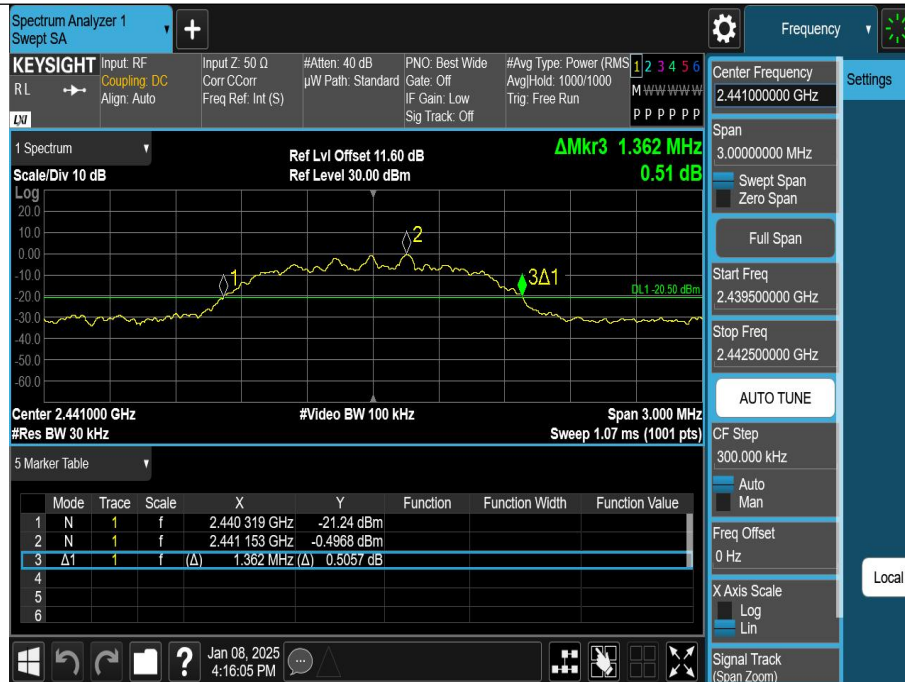 Spectrum Analyzer 1
Swept SA
+
Frequency
KEYSIGHT
RL
LXI
Input: RF
Coupling: DC
Align: Auto
Input Z: 50 Ω
Corr CCorr
Freq Ref: Int (S)
#Atten: 40 dB
µW Path: Standard
PNO: Best Wide
Gate: Off
IF Gain: Low
Sig Track: Off
#Avg Type: Power (RMS
Avg|Hold: 1000/1000
Trig: Free Run
1 2 3 4 5 6
M W W W W W
P P P P P P
Settings
1 Spectrum
Scale/Div 10 dB
Ref Lvl Offset 11.60 dB
Ref Level 30.00 dBm
ΔMkr3 1.362 MHz
0.51 dB
Log
20.0
10.0
0.00
-10.0
-20.0
-30.0
-40.0
-50.0
-60.0
1
2
3Δ1
DL1 -20.50 dBm
Center 2.441000 GHz
#Res BW 30 kHz
#Video BW 100 kHz
Span 3.000 MHz
Sweep 1.07 ms (1001 pts)
5 Marker Table
Mode Trace Scale X Y Function Function Width Function Value
1 N 1 f 2.440 319 GHz -21.24 dBm
2 N 1 f 2.441 153 GHz -0.4968 dBm
3 Δ1 1 f (Δ) 1.362 MHz (Δ) 0.5057 dB
4
5
6
Center Frequency
2.441000000 GHz
Span
3.00000000 MHz
Swept Span
Zero Span
Full Span
Start Freq
2.439500000 GHz
Stop Freq
2.442500000 GHz
AUTO TUNE
CF Step
300.000 kHz
Auto
Man
Freq Offset
0 Hz
X Axis Scale
Log
Lin
Signal Track
(Span Zoom)
Local
?
Jan 08, 2025
4:16:05 PM